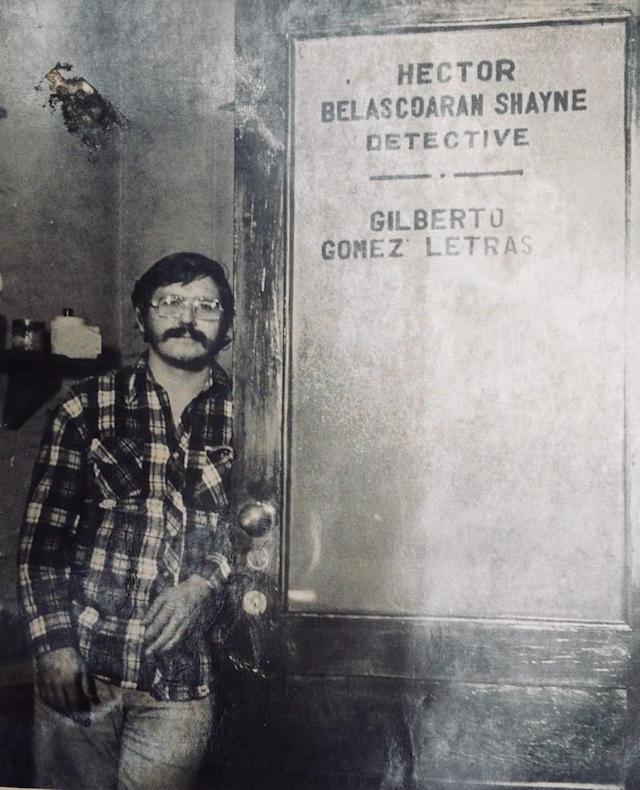 HECTOR
BELASCOARAN SHAYNE
DETECTIVE
GILBERTO
GOMEZ LETRAS